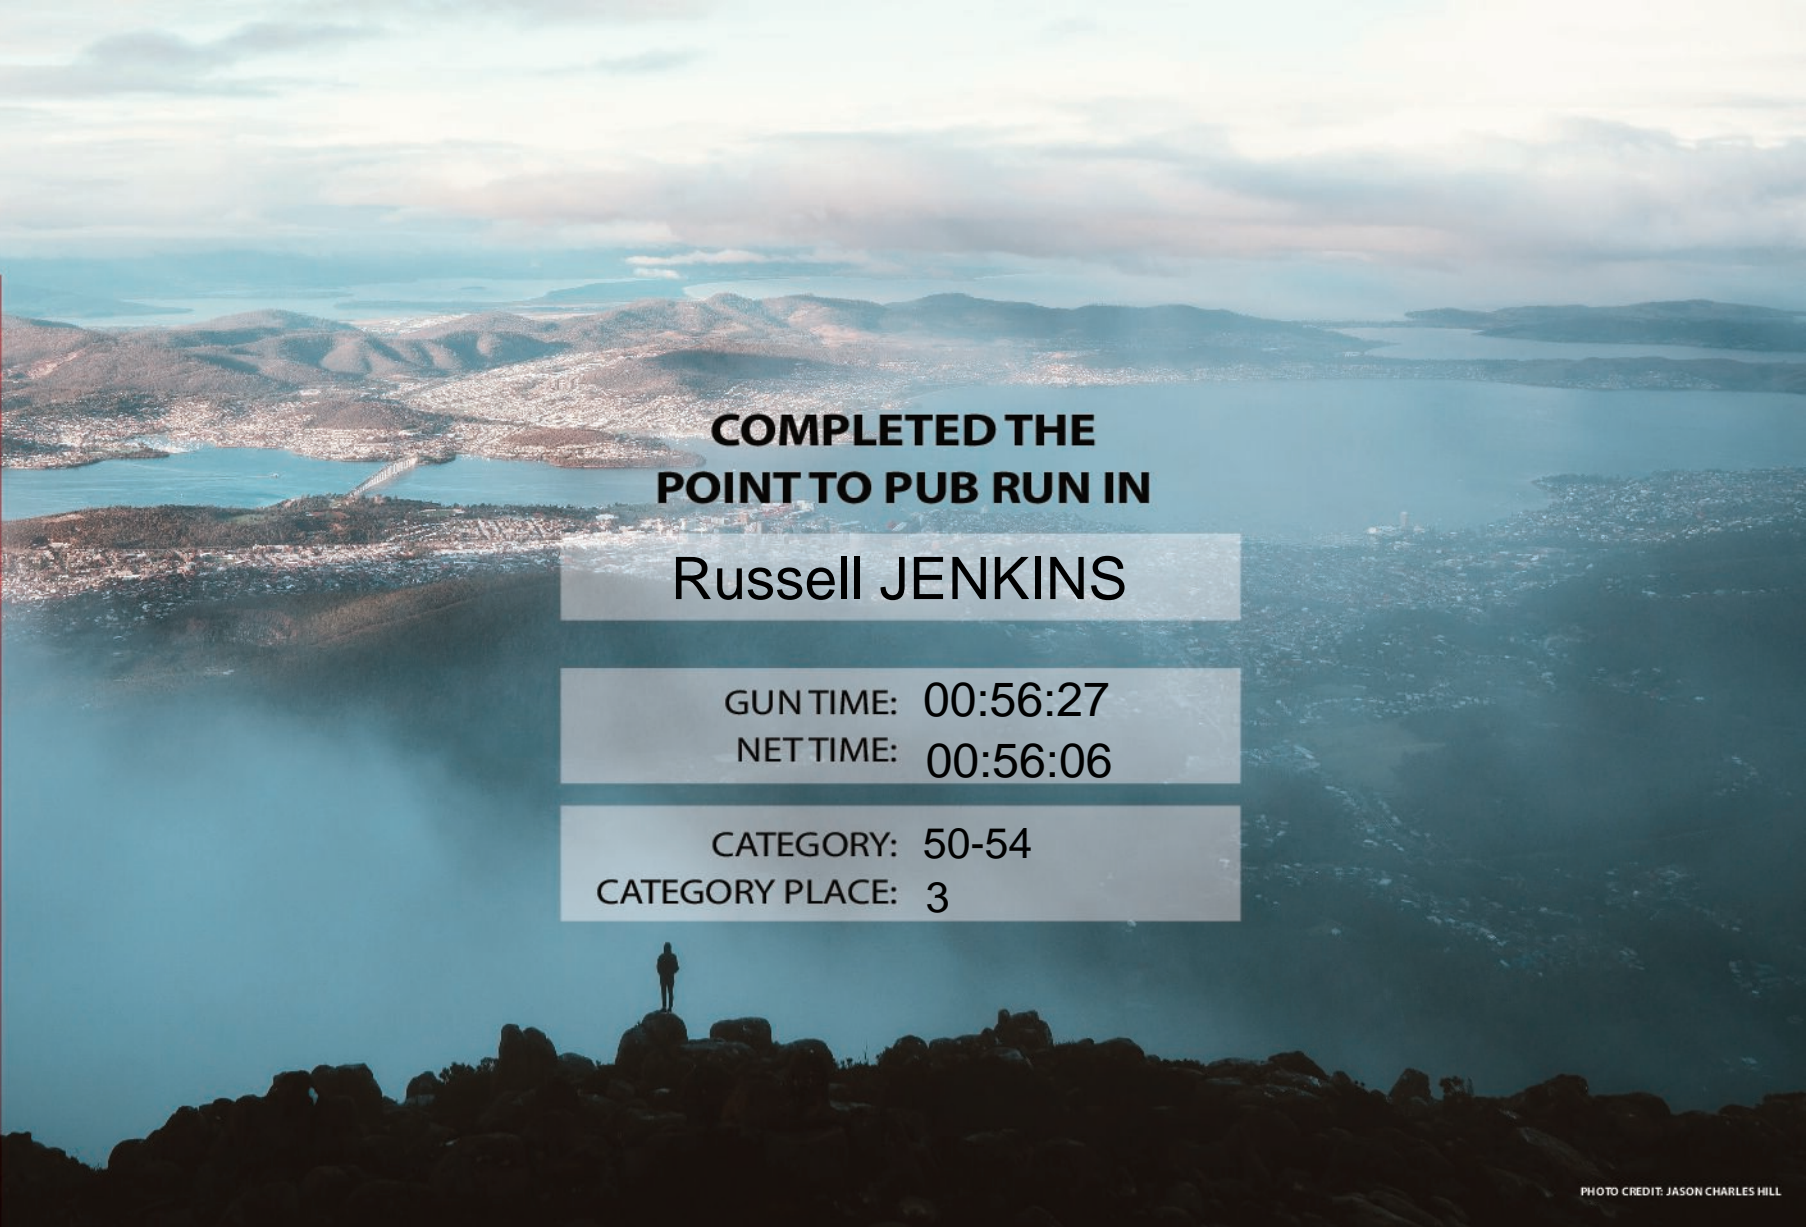 COMPLETED THE
POINT TO PUB RUN IN
Russell JENKINS
GUN TIME: 00:56:27
NET TIME: 00:56:06
CATEGORY: 50-54
CATEGORY PLACE: 3
PHOTO CREDIT: JASON CHARLES HILL